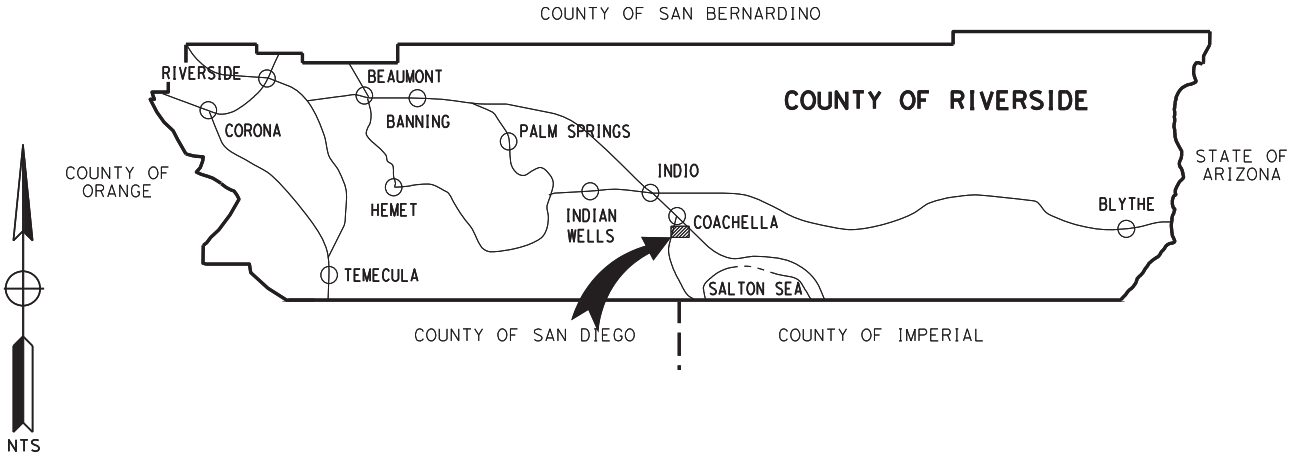 COUNTY OF SAN BERNARDINO
RIVERSIDE
BEAUMONT
COUNTY OF RIVERSIDE
BANNING
CORONA
PALM SPRINGS
STATE OF
ARIZONA
COUNTY OF
ORANGE
INDIO
HEMET
INDIAN
WELLS
COACHELLA
BLYTHE
TEMECULA
SALTON SEA
COUNTY OF SAN DIEGO
COUNTY OF IMPERIAL
NTS